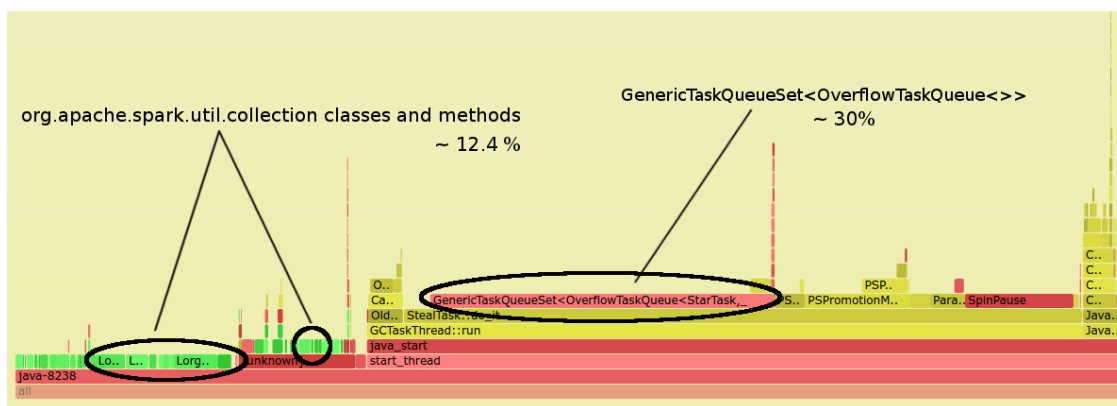 GenericTaskQueueSet<OverflowTaskQueue<>>
~ 30%
org.apache.spark.util.collection classes and methods
~ 12.4 %
C..
C..
O..
PSP..
C..
Ca..
GenericTaskQueueSet<OverflowTaskQueue<StarTask,_
PS..
PSPromotionM..
Para..
SpinPause
C..
Old..
StealTask::do_it
Java..
GCTaskThread::run
Java..
java_start
Lo..
L..
Lorg..
unknown
start_thread
java-8238
all